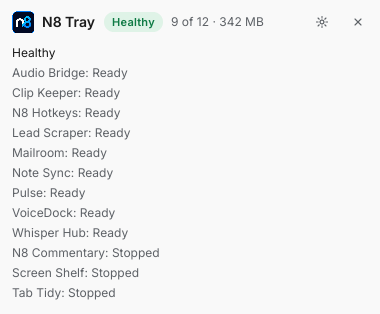 n8 N8 Tray Healthy 9 of 12 · 342 MB
Healthy
Audio Bridge: Ready
Clip Keeper: Ready
N8 Hotkeys: Ready
Lead Scraper: Ready
Mailroom: Ready
Note Sync: Ready
Pulse: Ready
VoiceDock: Ready
Whisper Hub: Ready
N8 Commentary: Stopped
Screen Shelf: Stopped
Tab Tidy: Stopped